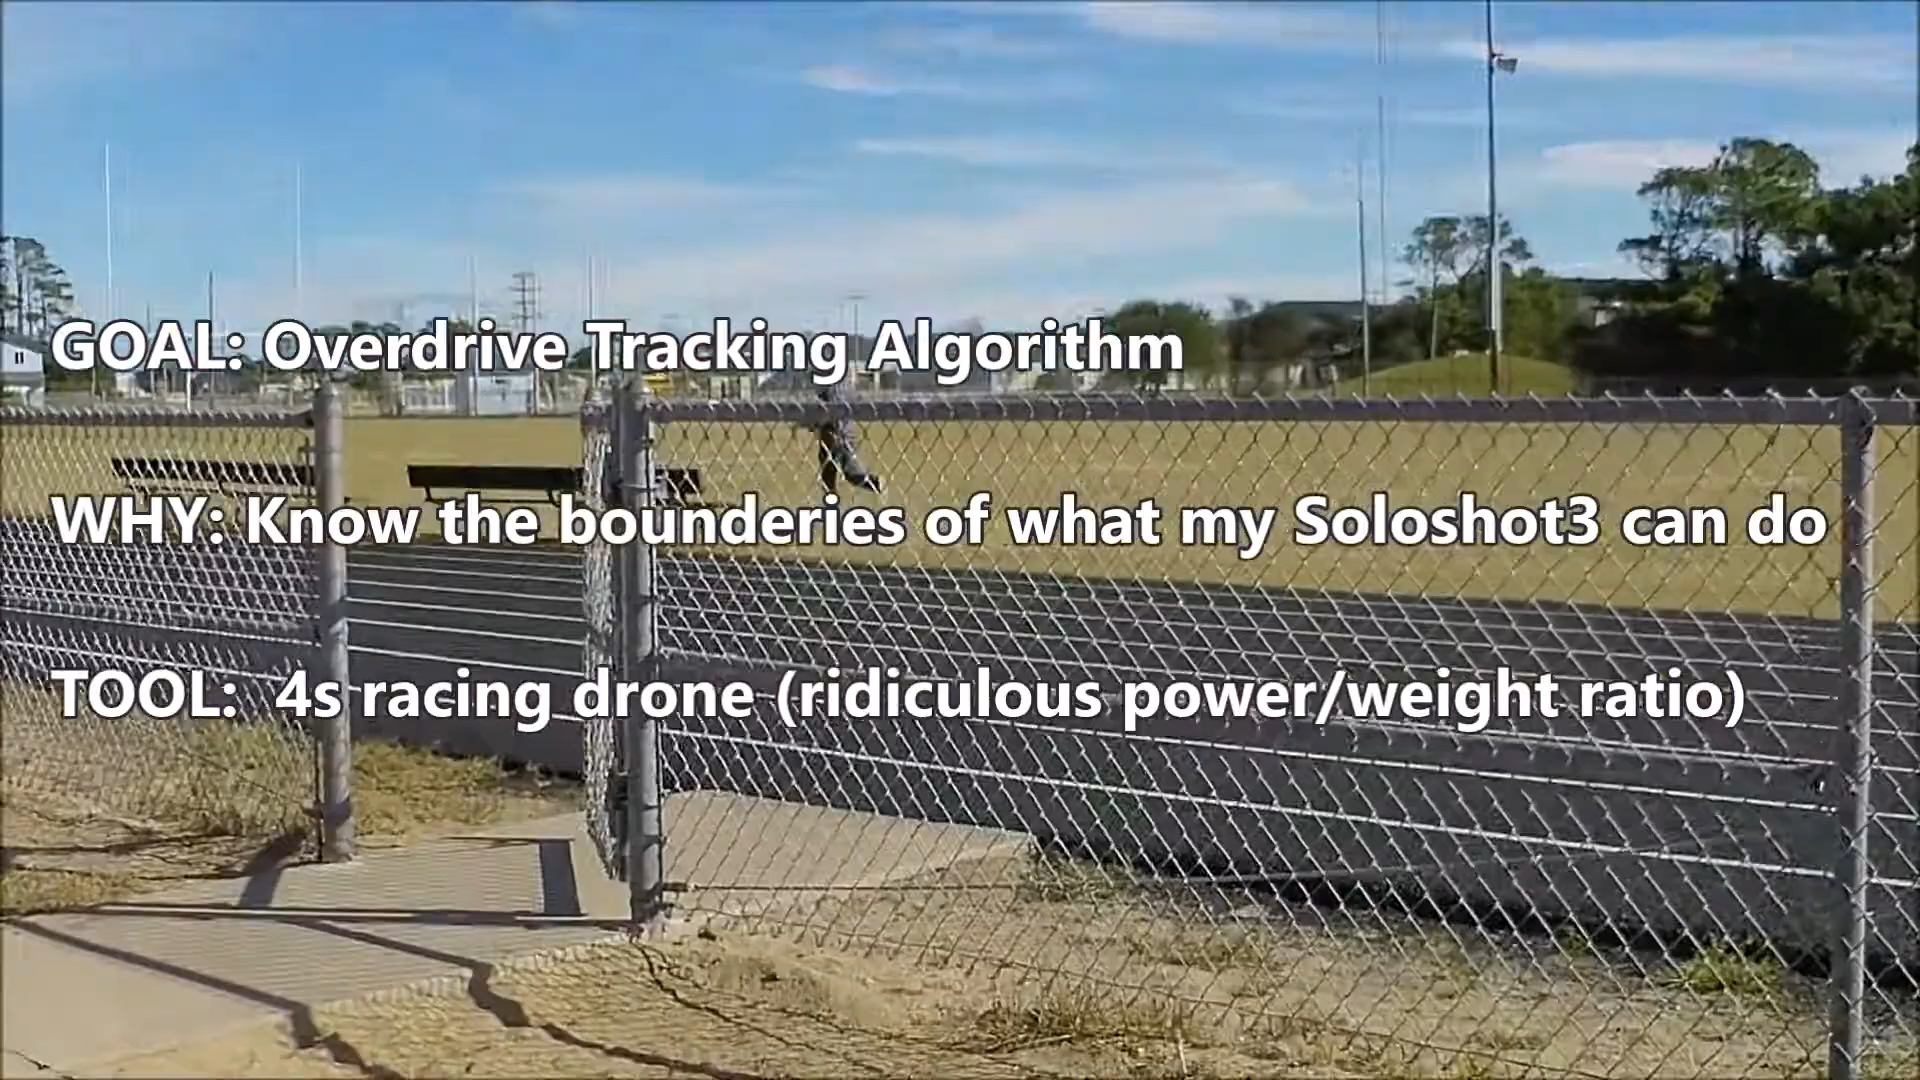 GOAL: Overdrive Tracking Algorithm
WHY: Know the bounderies of what my Soloshot3 can do
TOOL: 4s racing drone (ridiculous power/weight ratio)